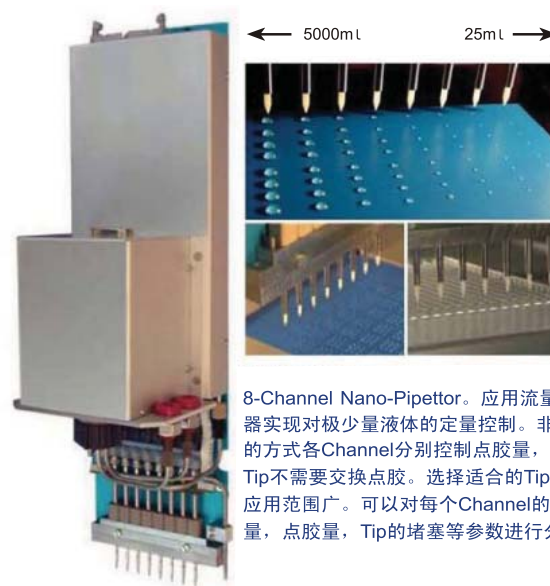 5000ml 25ml
8-Channel Nano-Pipettor。应用流量
器实现对极少量液体的定量控制。非
的方式各Channel分别控制点胶量，
Tip不需要交换点胶。选择适合的Tip
应用范围广。可以对每个Channel的
量，点胶量，Tip的堵塞等参数进行分